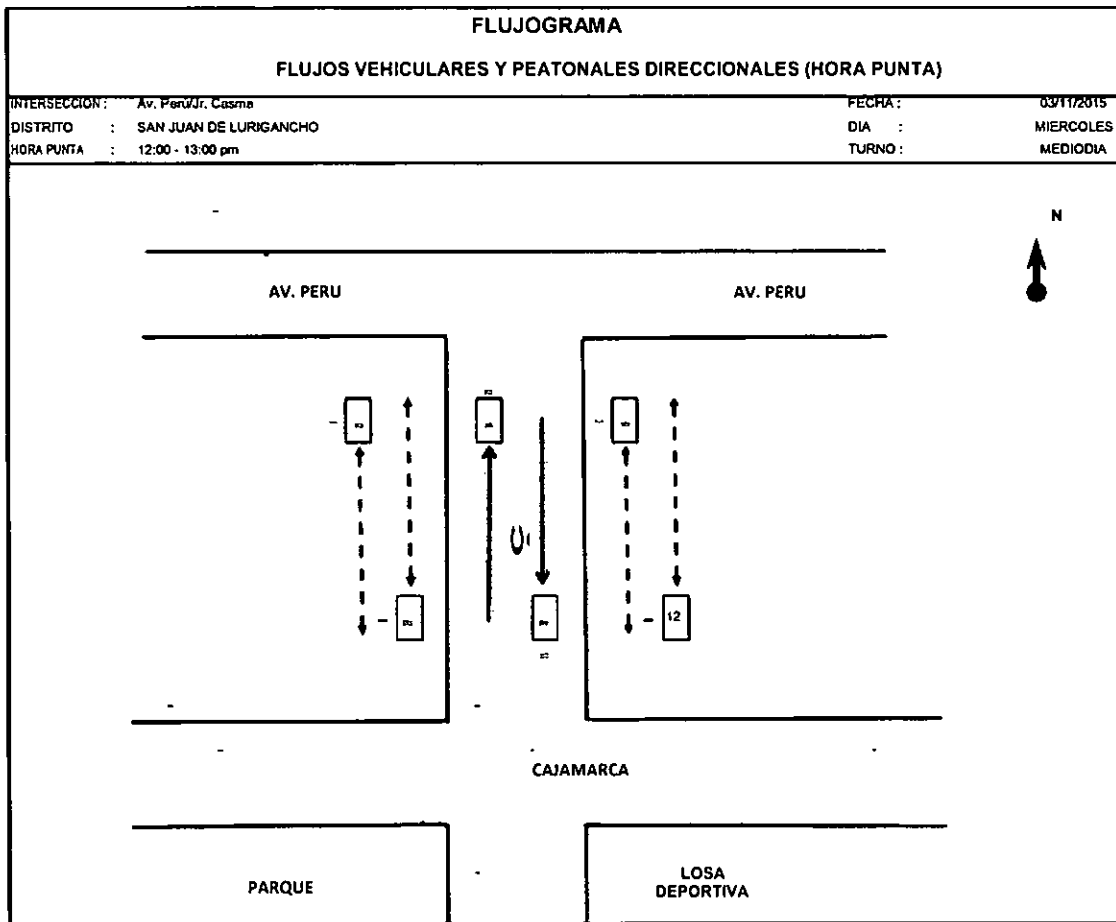 FLUJOGRAMA
FLUJOS VEHICULARES Y PEATONALES DIRECCIONALES (HORA PUNTA)
INTERSECCIÓN : Av. Perú/Jr. Casma FECHA : 03/11/2015
DISTRITO : SAN JUAN DE LURIGANCHO DIA : MIERCOLES
HORA PUNTA : 12:00 - 13:00 pm TURNO : MEDIODIA
N
AV. PERU AV. PERU
12
CAJAMARCA
PARQUE
LOSA
DEPORTIVA